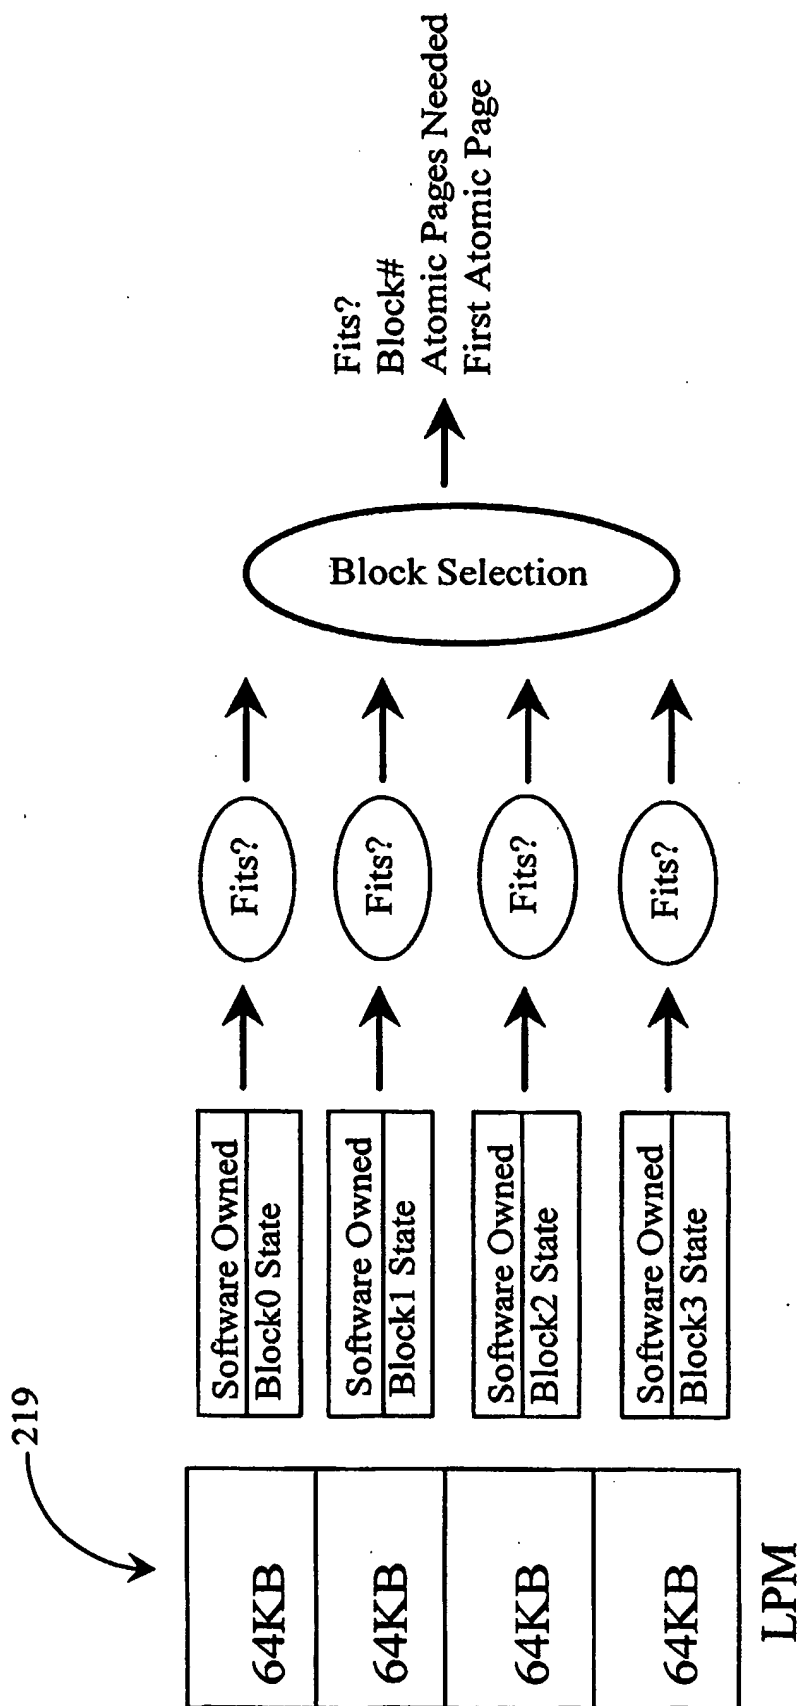 219
64KB
64KB
64KB
64KB
LPM
Software Owned
Block0 State
Software Owned
Block1 State
Software Owned
Block2 State
Software Owned
Block3 State
Fits?
Fits?
Fits?
Fits?
Block Selection
Fits?
Block#
Atomic Pages Needed
First Atomic Page